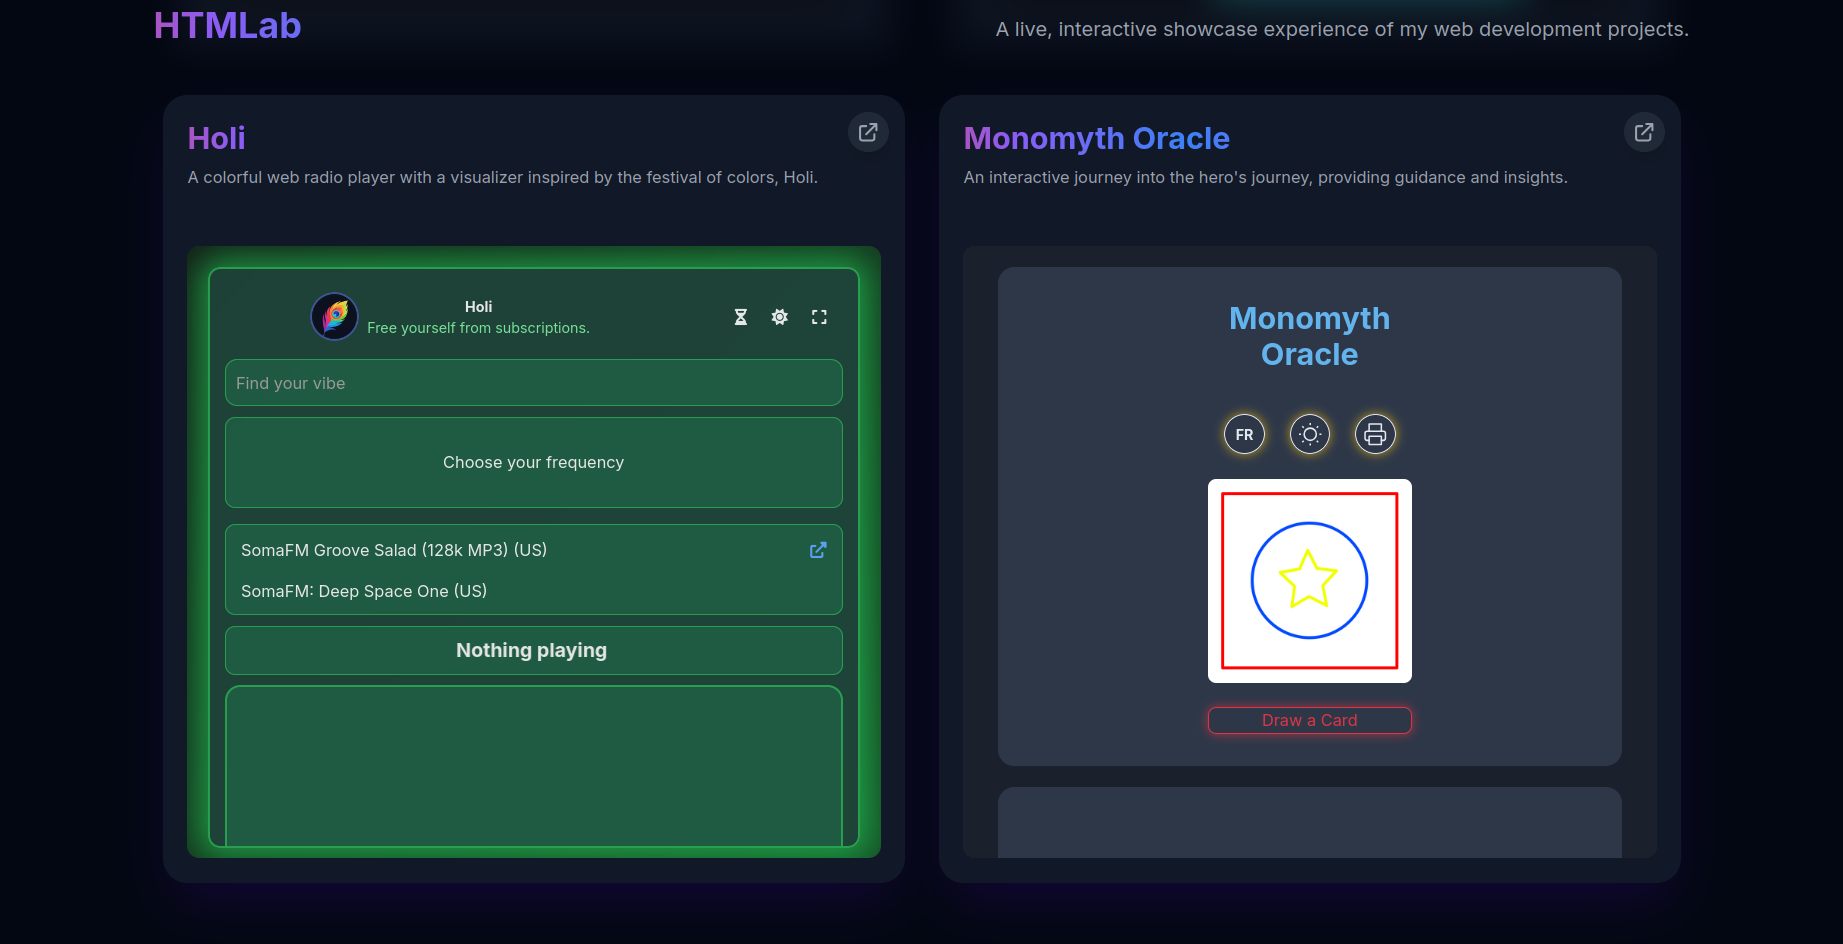 HTMLab
A live, interactive showcase experience of my web development projects.
Holi
A colorful web radio player with a visualizer inspired by the festival of colors, Holi.
Holi
Free yourself from subscriptions.
Find your vibe
Choose your frequency
SomaFM Groove Salad (128k MP3) (US)
SomaFM: Deep Space One (US)
Nothing playing
Monomyth Oracle
An interactive journey into the hero's journey, providing guidance and insights.
Monomyth
Oracle
FR
Draw a Card